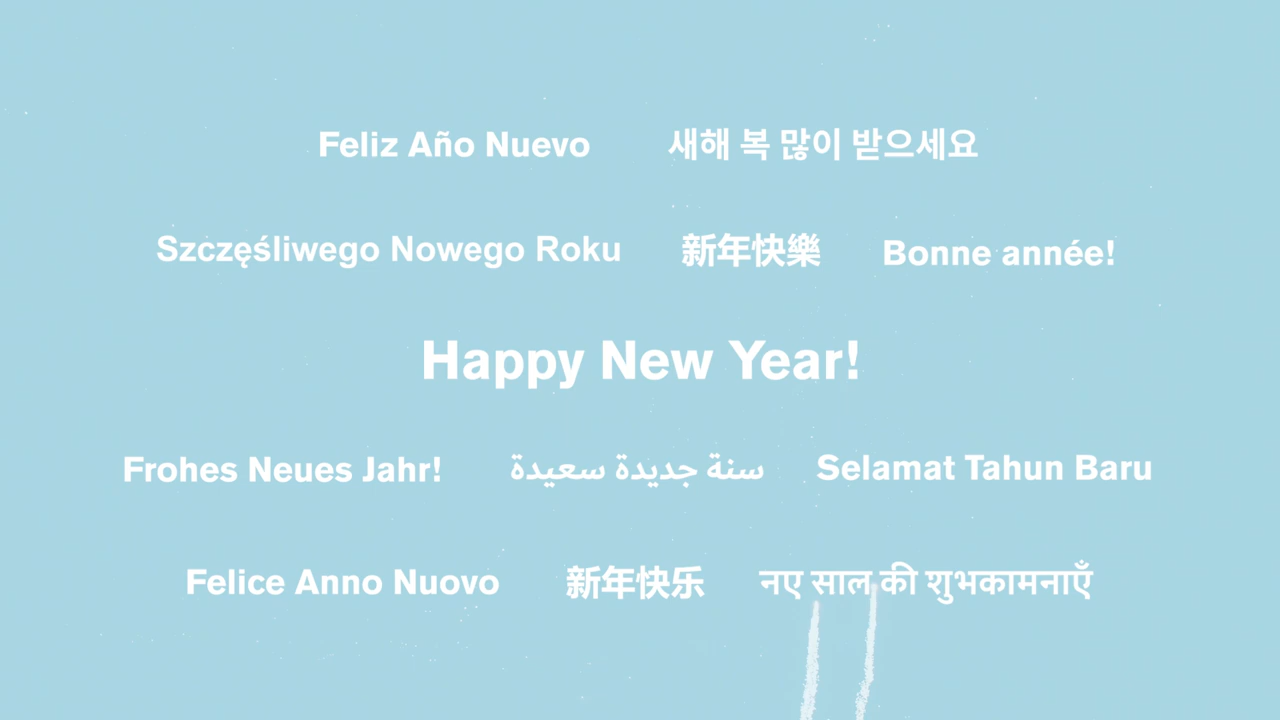 Feliz Año Nuevo 새해 복 많이 받으세요
Szczęśliwego Nowego Roku 新年快樂 Bonne année!
Happy New Year!
Frohes Neues Jahr! سنة جديدة سعيدة Selamat Tahun Baru
Felice Anno Nuovo 新年快乐 नए साल की शुभकामनाएँ